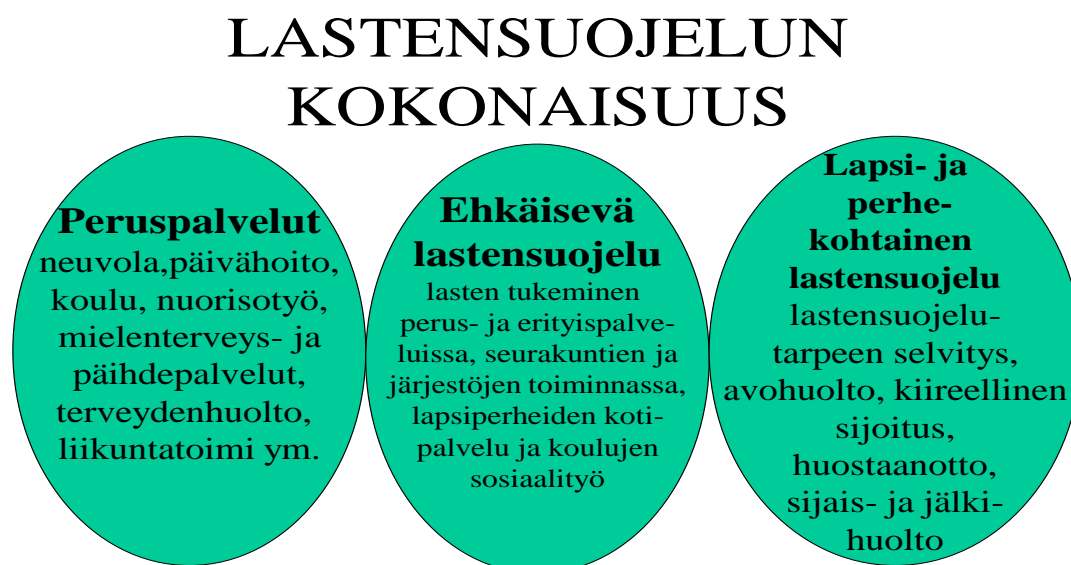 LASTENSUOJELUN
KOKONAISUUS
Peruspalvelut
neuvola,päivähoito,
koulu, nuorisotyö,
mielenterveys- ja
päihdepalvelut,
terveydenhuolto,
liikuntatoimi ym.
Ehkäisevä
lastensuojelu
lasten tukeminen
perus- ja erityispalve-
luissa, seurakuntien ja
järjestöjen toiminnassa,
lapsiperheiden koti-
palvelu ja koulujen
sosiaalityö
Lapsi- ja
perhe-
kohtainen
lastensuojelu
lastensuojelu-
tarpeen selvitys,
avohuolto, kiireellinen
sijoitus,
huostaanotto,
sijais- ja jälki-
huolto